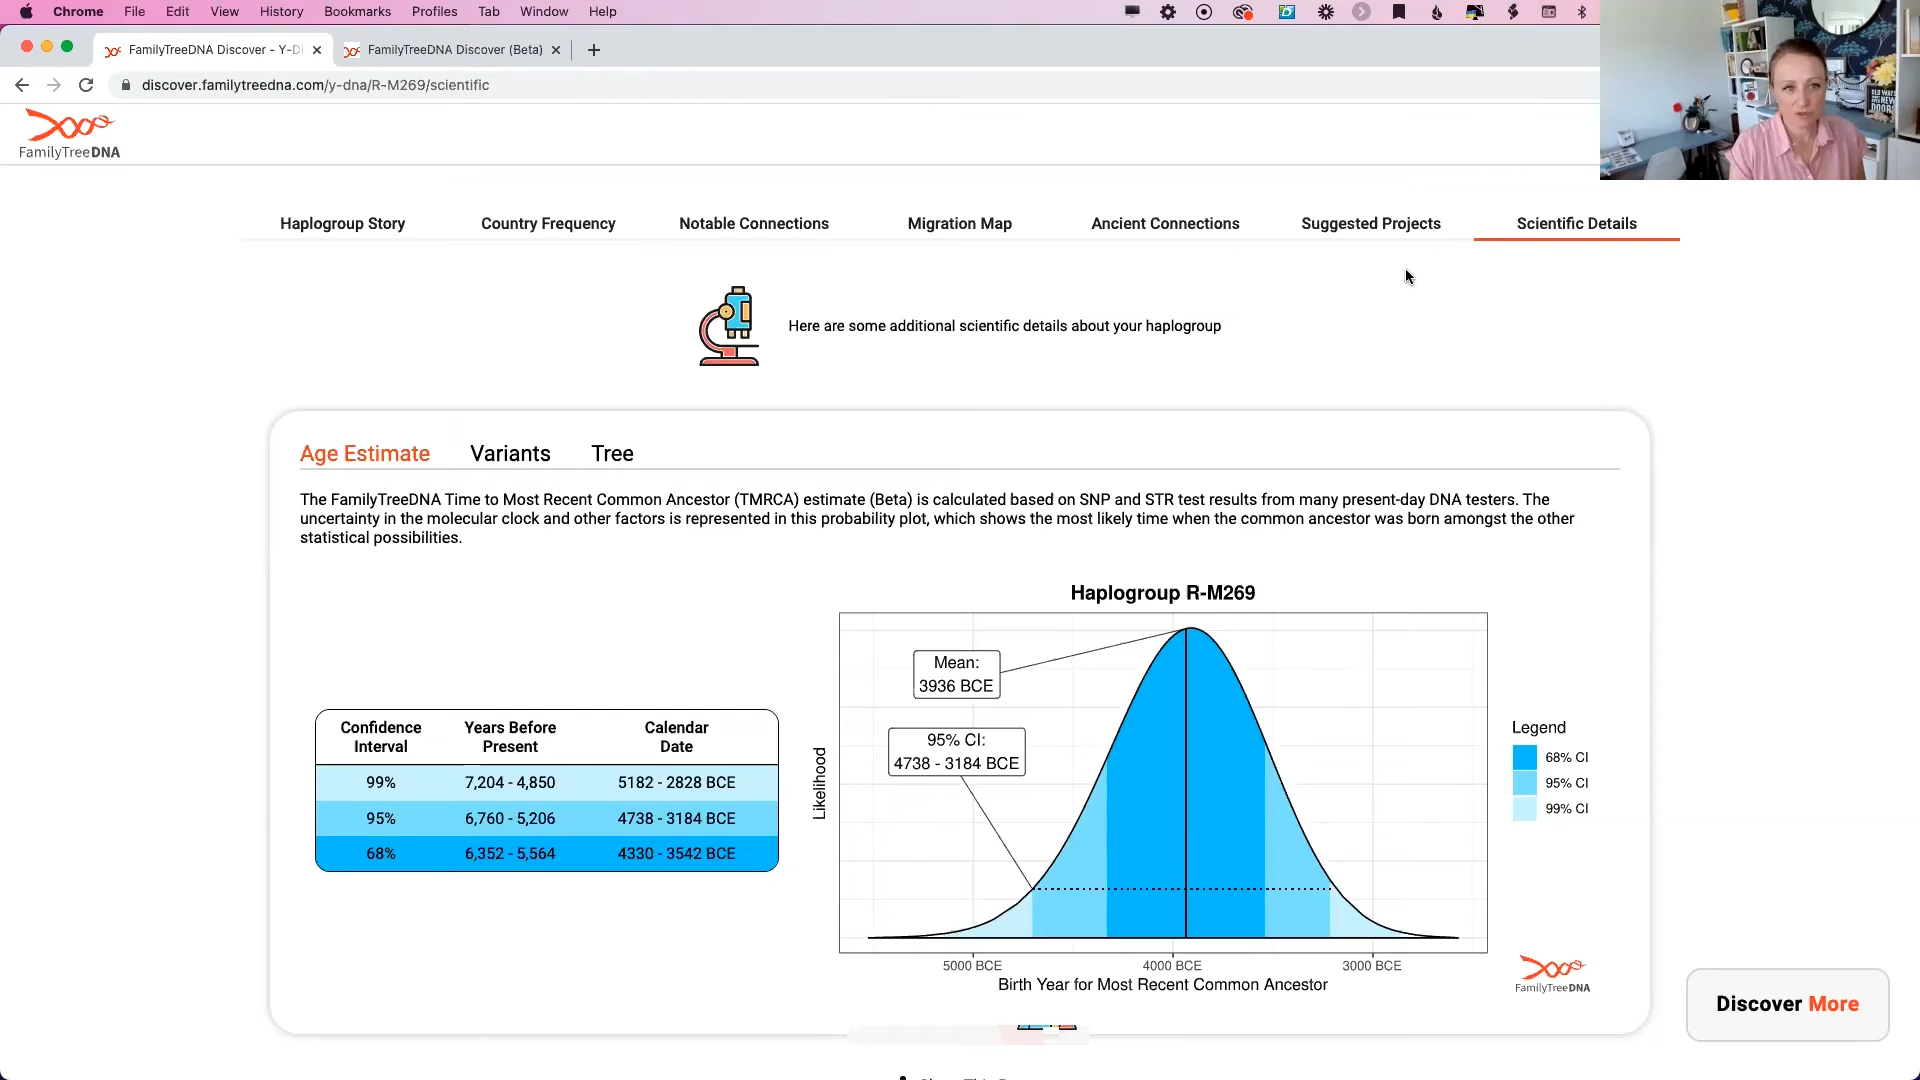 Chrome File Edit View History Bookmarks Profiles Tab Window Help
FamilyTreeDNA Discover - Y-D
FamilyTreeDNA Discover (Beta)
discover.familytreedna.com/y-dna/R-M269/scientific
FamilyTreeDNA
Haplogroup Story Country Frequency Notable Connections Migration Map Ancient Connections Suggested Projects Scientific Details
Here are some additional scientific details about your haplogroup
Age Estimate Variants Tree
The FamilyTreeDNA Time to Most Recent Common Ancestor (TMRCA) estimate (Beta) is calculated based on SNP and STR test results from many present-day DNA testers. The
uncertainty in the molecular clock and other factors is represented in this probability plot, which shows the most likely time when the common ancestor was born amongst the other
statistical possibilities.
Confidence Interval Years Before Present Calendar Date
99% 7,204 - 4,850 5182 - 2828 BCE
95% 6,760 - 5,206 4738 - 3184 BCE
68% 6,352 - 5,564 4330 - 3542 BCE
Haplogroup R-M269
Mean:
3936 BCE
95% CI:
4738 - 3184 BCE
Likelihood
5000 BCE 4000 BCE 3000 BCE
Birth Year for Most Recent Common Ancestor
Legend
68% CI
95% CI
99% CI
FamilyTreeDNA
Discover More